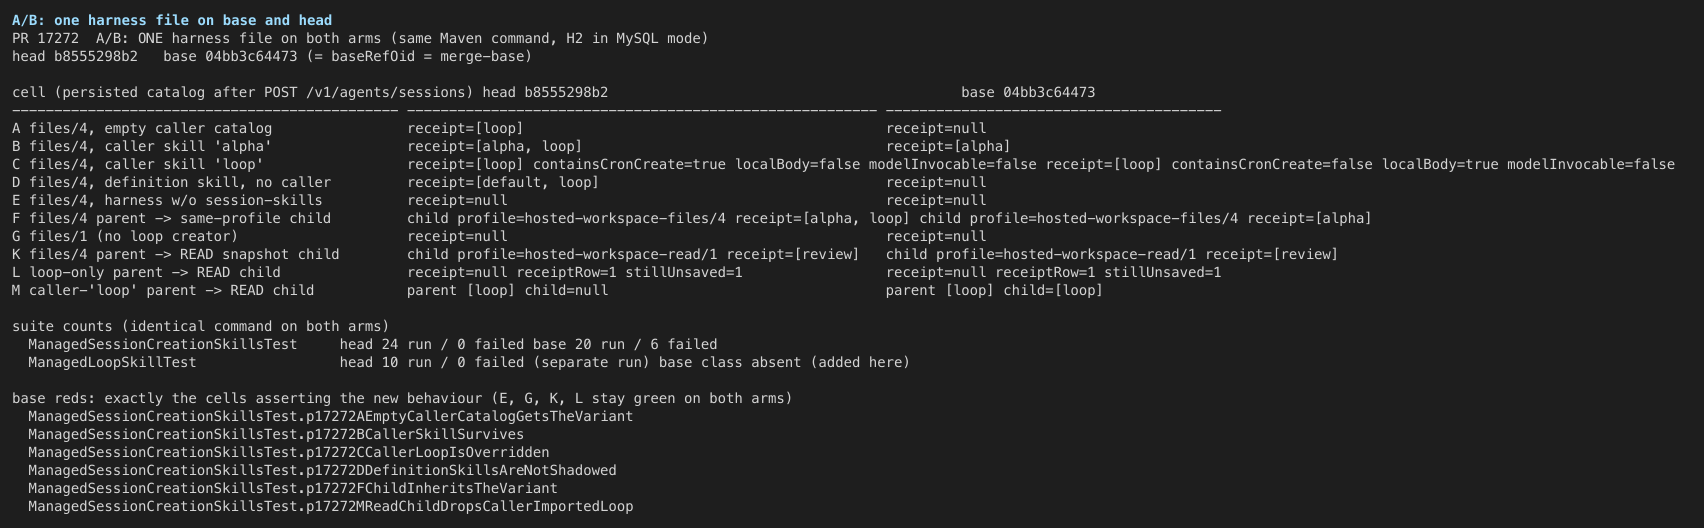 A/B: one harness file on base and head
PR 17272  A/B: ONE harness file on both arms (same Maven command, H2 in MySQL mode)
head b8555298b2   base 04bb3c64473 (= baseRefOid = merge-base)
cell (persisted catalog after POST /v1/agents/sessions) head b8555298b2                                                     base 04bb3c64473
----------------------------------------------- --------------------------------------------------------- -----------------------------------------
A files/4, empty caller catalog                 receipt=[loop]                                            receipt=null
B files/4, caller skill 'alpha'                 receipt=[alpha, loop]                                     receipt=[alpha]
C files/4, caller skill 'loop'                  receipt=[loop] containsCronCreate=true localBody=false modelInvocable=false receipt=[loop] containsCronCreate=false localBody=true modelInvocable=false
D files/4, definition skill, no caller          receipt=[default, loop]                                   receipt=null
E files/4, harness w/o session-skills           receipt=null                                              receipt=null
F files/4 parent -> same-profile child          child profile=hosted-workspace-files/4 receipt=[alpha, loop] child profile=hosted-workspace-files/4 receipt=[alpha]
G files/1 (no loop creator)                     receipt=null                                              receipt=null
K files/4 parent -> READ snapshot child         child profile=hosted-workspace-read/1 receipt=[review]    child profile=hosted-workspace-read/1 receipt=[review]
L loop-only parent -> READ child                receipt=null receiptRow=1 stillUnsaved=1                  receipt=null receiptRow=1 stillUnsaved=1
M caller-'loop' parent -> READ child            parent [loop] child=null                                  parent [loop] child=[loop]
suite counts (identical command on both arms)
  ManagedSessionCreationSkillsTest     head 24 run / 0 failed base 20 run / 6 failed
  ManagedLoopSkillTest                 head 10 run / 0 failed (separate run) base class absent (added here)
base reds: exactly the cells asserting the new behaviour (E, G, K, L stay green on both arms)
  ManagedSessionCreationSkillsTest.p17272AEmptyCallerCatalogGetsTheVariant
  ManagedSessionCreationSkillsTest.p17272BCallerSkillSurvives
  ManagedSessionCreationSkillsTest.p17272CCallerLoopIsOverridden
  ManagedSessionCreationSkillsTest.p17272DDefinitionSkillsAreNotShadowed
  ManagedSessionCreationSkillsTest.p17272FChildInheritsTheVariant
  ManagedSessionCreationSkillsTest.p17272MReadChildDropsCallerImportedLoop